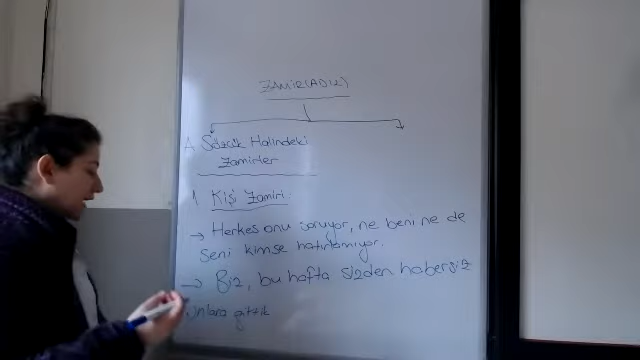 ZAMİR (ADIL)
A. Sözcük Halindeki
Zamirler
1. Kişi Zamiri:
→ Herkes onu soruyor, ne beni ne de
seni kimse hatırlamıyor.
→ Biz, bu hafta sizden habersiz
onlara gittik